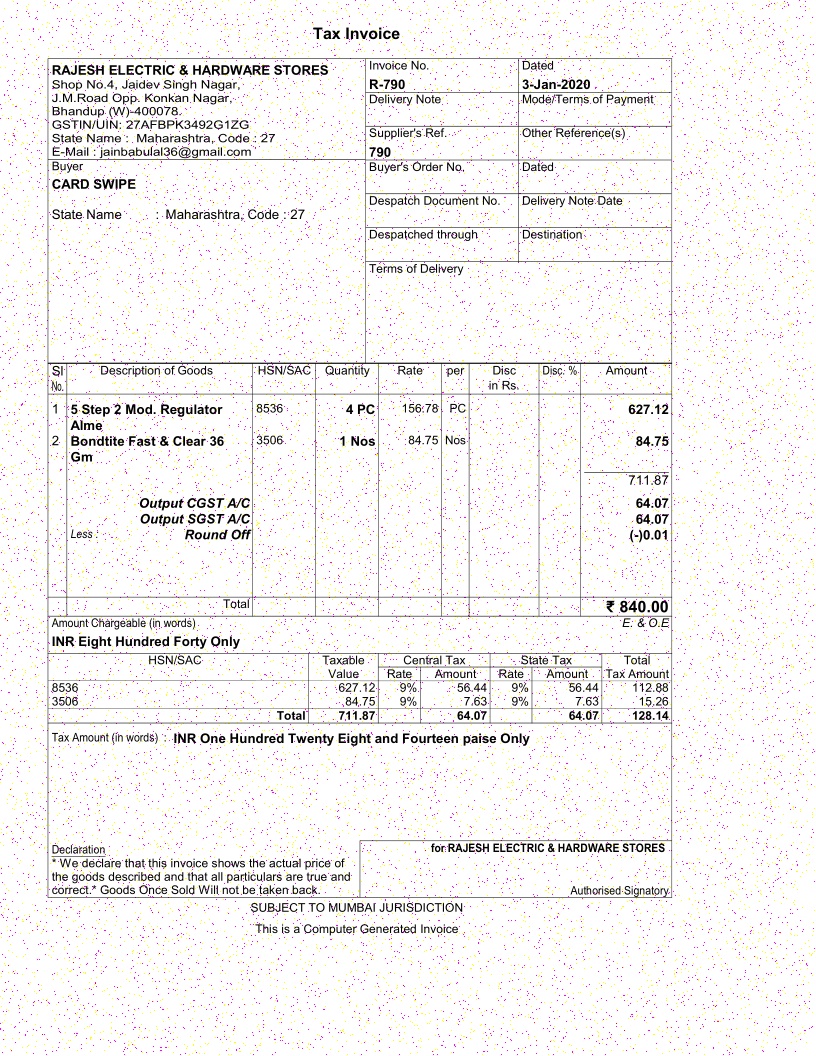 Tax Invoice
RAJESH ELECTRIC & HARDWARE STORES
Shop No.4, Jaidev Singh Nagar,
J.M.Road Opp. Konkan Nagar,
Bhandup (W)-400078.
GSTIN/UIN: 27AFBPK3492G1ZG
State Name : Maharashtra, Code : 27
E-Mail : jainbabulal36@gmail.com
Invoice No. Dated
R-790 3-Jan-2020
Delivery Note Mode/Terms of Payment
Supplier's Ref. Other Reference(s)
790
Buyer
CARD SWIPE
State Name : Maharashtra, Code : 27
Buyer's Order No. Dated
Despatch Document No. Delivery Note Date
Despatched through Destination
Terms of Delivery
Sl Description of Goods HSN/SAC Quantity Rate per Disc Disc. % Amount
No. in Rs.
1 5 Step 2 Mod. Regulator 8536 4 PC 156.78 PC 627.12
Alme
2 Bondtite Fast & Clear 36 3506 1 Nos 84.75 Nos 84.75
Gm
711.87
Output CGST A/C 64.07
Output SGST A/C 64.07
Less : Round Off (-)0.01
Total ₹ 840.00
Amount Chargeable (in words) E. & O.E
INR Eight Hundred Forty Only
HSN/SAC Taxable Central Tax State Tax Total
Value Rate Amount Rate Amount Tax Amount
8536 627.12 9% 56.44 9% 56.44 112.88
3506 84.75 9% 7.63 9% 7.63 15.26
Total 711.87 64.07 64.07 128.14
Tax Amount (in words) : INR One Hundred Twenty Eight and Fourteen paise Only
Declaration
* We declare that this invoice shows the actual price of
the goods described and that all particulars are true and
correct.* Goods Once Sold Will not be taken back.
for RAJESH ELECTRIC & HARDWARE STORES
Authorised Signatory
SUBJECT TO MUMBAI JURISDICTION
This is a Computer Generated Invoice